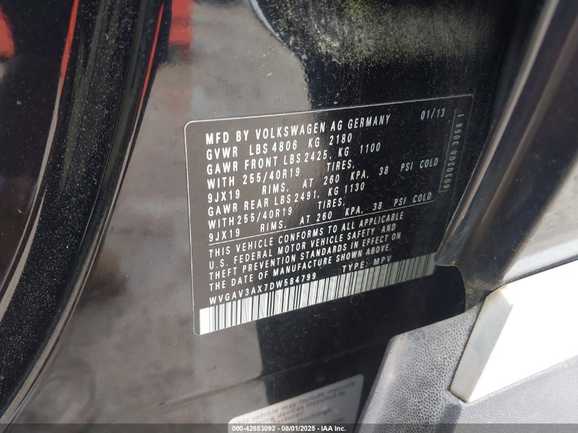 MFD BY VOLKSWAGEN AG GERMANY 01/13
GVWR LBS 4806 KG 2180
GAWR FRONT LBS 2425, KG 1100
WITH 255/40R19 TIRES,
9JX19 RIMS, AT 260 KPA, 38 PSI COLD
GAWR REAR LBS 2491, KG 1130
WITH 255/40R19 TIRES,
9JX19 RIMS, AT 260 KPA, 38 PSI COLD
THIS VEHICLE CONFORMS TO ALL APPLICABLE
U.S. FEDERAL MOTOR VEHICLE SAFETY AND
THEFT PREVENTION STANDARDS IN EFFECT ON
THE DATE OF MANUFACTURE SHOWN ABOVE.
WVGAV3AX7DW584799 TYPE: MPV
000-42883092 - 08/01/2025 - IAA Inc.